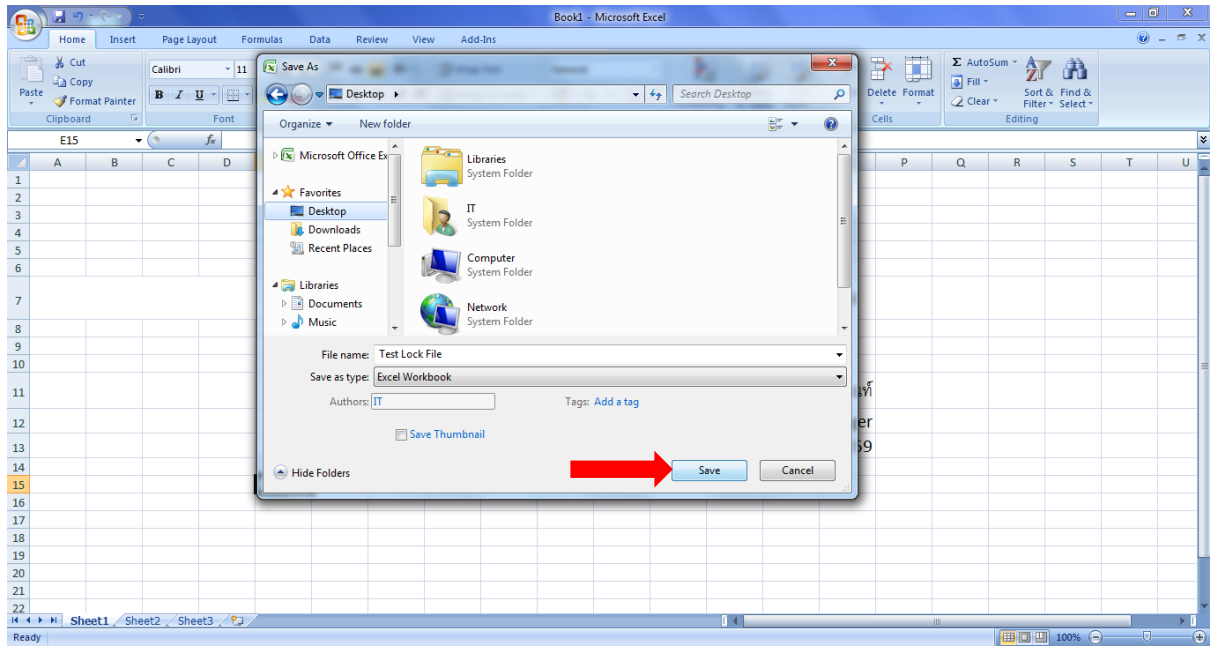 Book1 - Microsoft Excel
Home Insert Page Layout Formulas Data Review View Add-Ins
Cut
Copy
Format Painter
Paste
Clipboard
Calibri 11
B I U
Font
Delete Format
Cells
Σ AutoSum
Fill
Clear
Sort & Filter
Find & Select
Editing
E15 fx
A B C D P Q R S T U
1
2
3
4
5
6
7
8
9
10
11
12
13
14
15
16
17
18
19
20
21
22
Save As
Desktop
Search Desktop
Organize New folder
Microsoft Office Ex
Favorites
Desktop
Downloads
Recent Places
Libraries
Documents
Music
Libraries
System Folder
IT
System Folder
Computer
System Folder
Network
System Folder
File name: Test Lock File
Save as type: Excel Workbook
Authors: IT Tags: Add a tag
Save Thumbnail
Hide Folders Save Cancel
Sheet1 Sheet2 Sheet3
Ready 100%